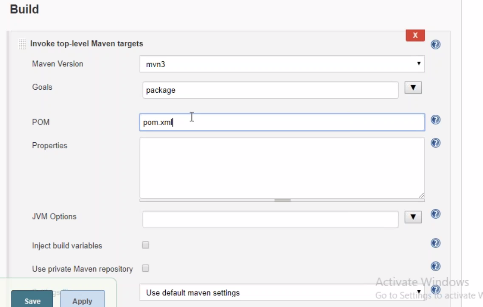 Build
X
Invoke top-level Maven targets
Maven Version mvn3
Goals package
POM pom.xml
Properties
JVM Options
Inject build variables
Use private Maven repository
Use default maven settings
Save Apply
Activate Windows
Go to Settings to activate W